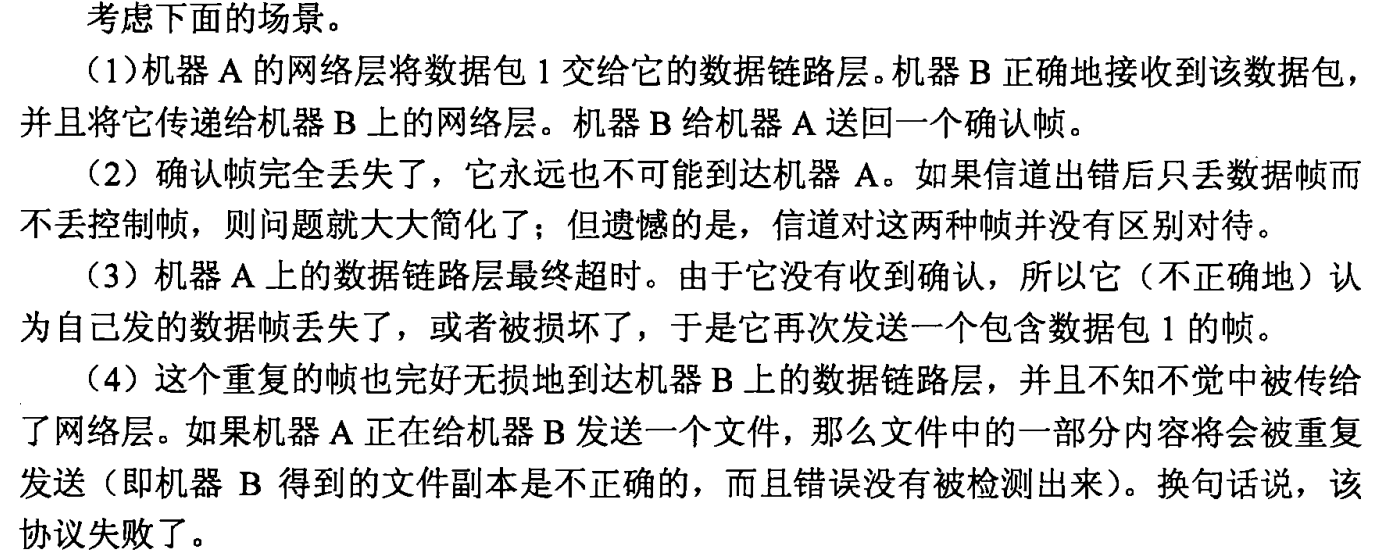 考虑下面的场景。
（1）机器 A 的网络层将数据包 1 交给它的数据链路层。机器 B 正确地接收到该数据包，
并且将它传递给机器 B 上的网络层。机器 B 给机器 A 送回一个确认帧。
（2）确认帧完全丢失了，它永远也不可能到达机器 A。如果信道出错后只丢数据帧而
不丢控制帧，则问题就大大简化了；但遗憾的是，信道对这两种帧并没有区别对待。
（3）机器 A 上的数据链路层最终超时。由于它没有收到确认，所以它（不正确地）认
为自己发的数据帧丢失了，或者被损坏了，于是它再次发送一个包含数据包 1 的帧。
（4）这个重复的帧也完好无损地到达机器 B 上的数据链路层，并且不知不觉中被传给
了网络层。如果机器 A 正在给机器 B 发送一个文件，那么文件中的一部分内容将会被重复
发送（即机器 B 得到的文件副本是不正确的，而且错误没有被检测出来）。换句话说，该
协议失败了。